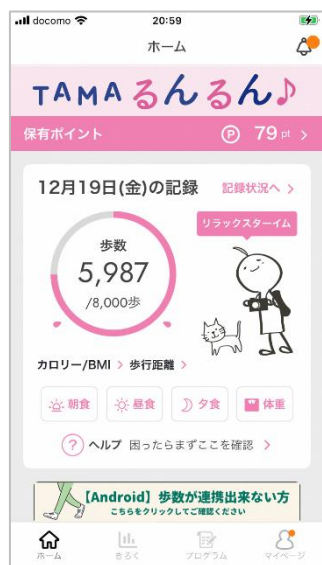 docomo 20:59
ホーム
TAMA るんるん♪
保有ポイント P 79 pt >
12月19日(金)の記録 記録状況へ >
リラックスターイム
歩数
5,987
/8,000歩
カロリー/BMI > 歩行距離 >
朝食 昼食 夕食 体重
? ヘルプ 困ったらまずここを確認 >
【Android】歩数が連携出来ない方
こちらをクリックしてご確認ください
ホーム きろく プログラム マイページ